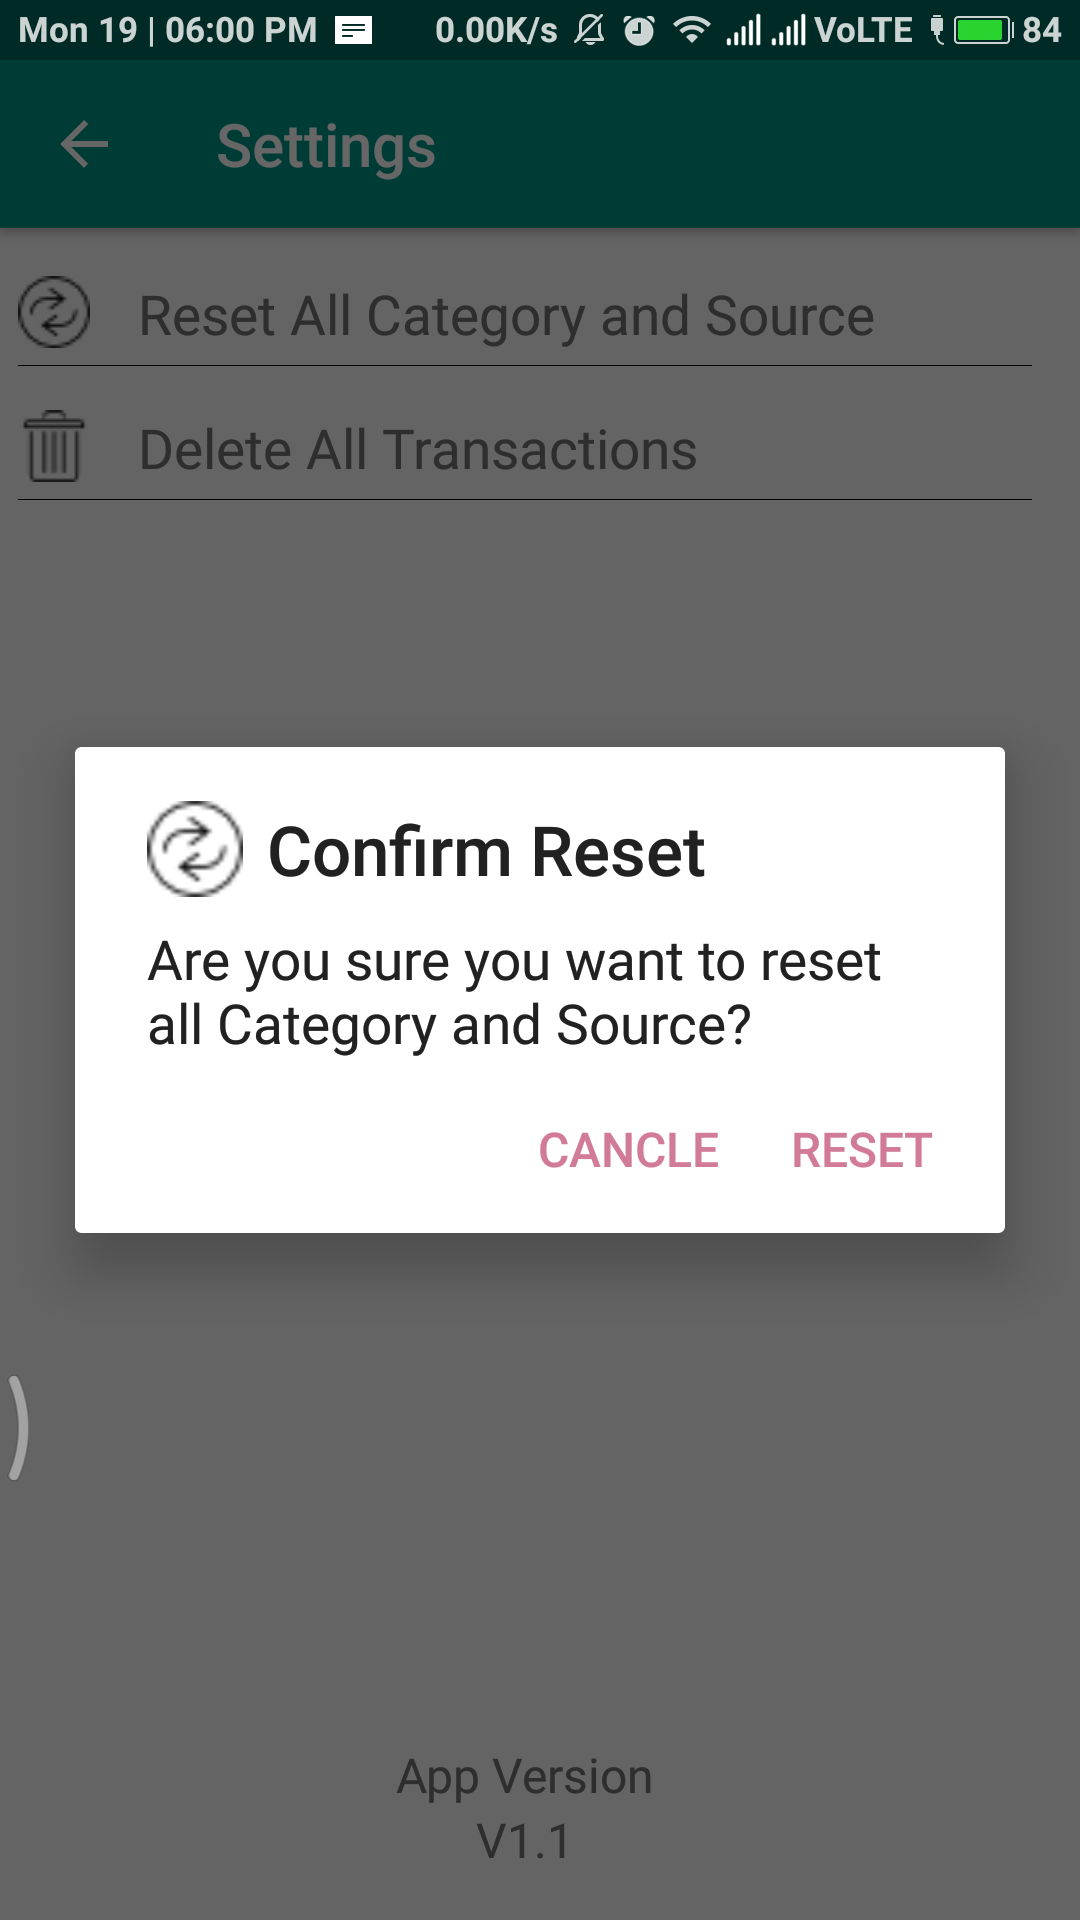 Mon 19 | 06:00 PM 0.00K/s VoLTE 84
Settings
Reset All Category and Source
Delete All Transactions
Confirm Reset
Are you sure you want to reset
all Category and Source?
CANCLE RESET
App Version
V1.1